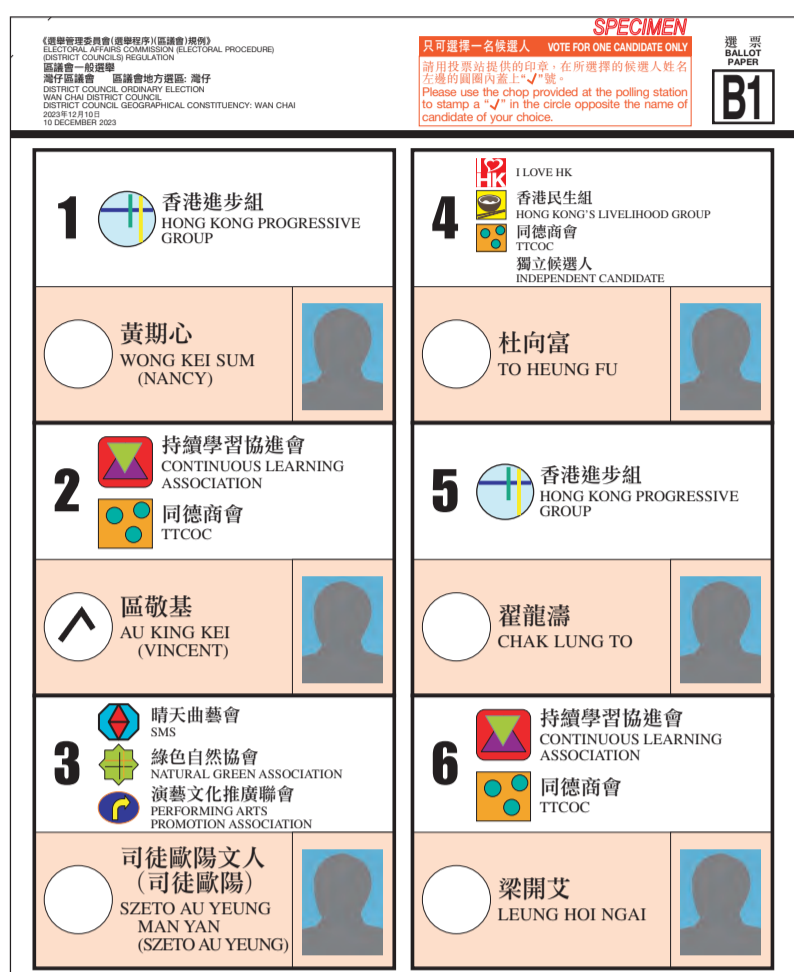 《選舉管理委員會(選舉程序)(區議會)規例》
ELECTORAL AFFAIRS COMMISSION (ELECTORAL PROCEDURE)
(DISTRICT COUNCILS) REGULATION
區議會一般選舉
灣仔區議會 區議會地方選區: 灣仔
DISTRICT COUNCIL ORDINARY ELECTION
WAN CHAI DISTRICT COUNCIL
DISTRICT COUNCIL GEOGRAPHICAL CONSTITUENCY: WAN CHAI
2023年12月10日
10 DECEMBER 2023
SPECIMEN
只可選擇一名候選人 VOTE FOR ONE CANDIDATE ONLY
請用投票站提供的印章，在所選擇的候選人姓名
左邊的圓圈內蓋上“✓”號。
Please use the chop provided at the polling station
to stamp a “✓” in the circle opposite the name of
candidate of your choice.
選票
BALLOT
PAPER
B1
1
香港進步組
HONG KONG PROGRESSIVE
GROUP
黃期心
WONG KEI SUM
(NANCY)
2
持續學習協進會
CONTINUOUS LEARNING
ASSOCIATION
同德商會
TTCOC
區敬基
AU KING KEI
(VINCENT)
3
晴天曲藝會
SMS
綠色自然協會
NATURAL GREEN ASSOCIATION
演藝文化推廣聯會
PERFORMING ARTS
PROMOTION ASSOCIATION
司徒歐陽文人
(司徒歐陽)
SZETO AU YEUNG
MAN YAN
(SZETO AU YEUNG)
4
HK
I LOVE HK
香港民生組
HONG KONG'S LIVELIHOOD GROUP
同德商會
TTCOC
獨立候選人
INDEPENDENT CANDIDATE
杜向富
TO HEUNG FU
5
香港進步組
HONG KONG PROGRESSIVE
GROUP
翟龍濤
CHAK LUNG TO
6
持續學習協進會
CONTINUOUS LEARNING
ASSOCIATION
同德商會
TTCOC
梁開艾
LEUNG HOI NGAI